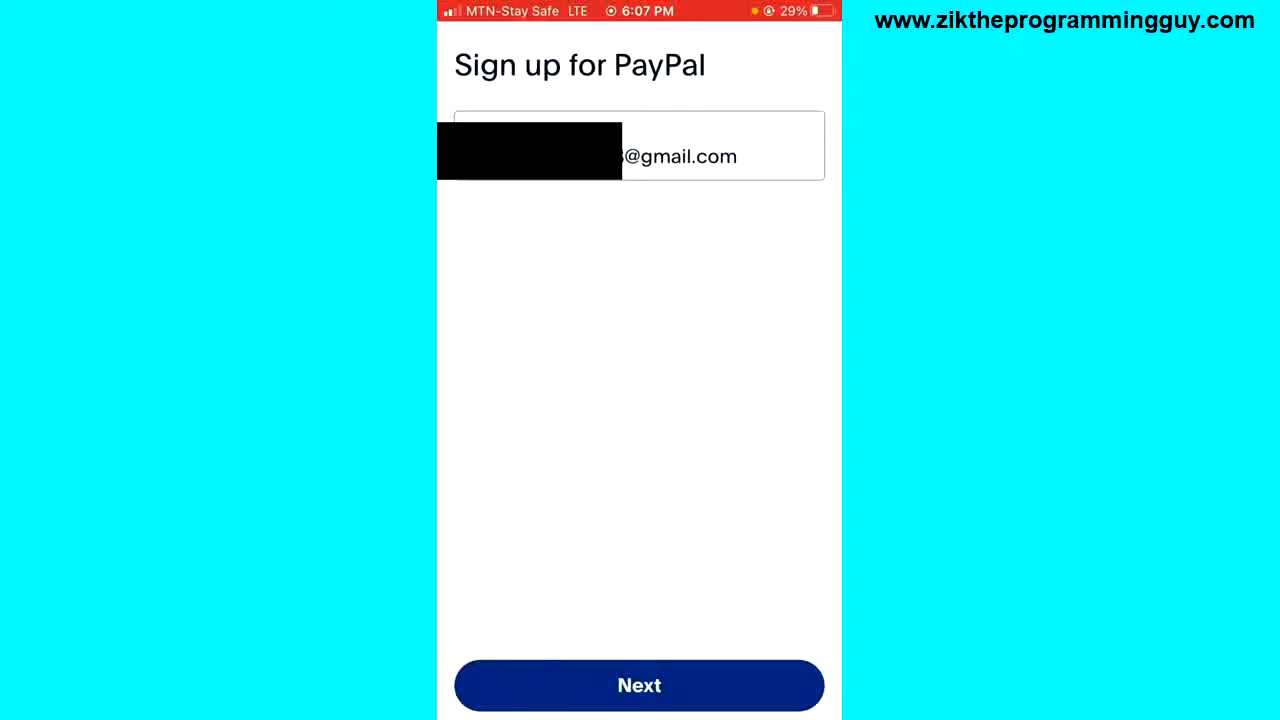 MTN-Stay Safe LTE 6:07 PM 29%
www.ziktheprogrammingguy.com
Sign up for PayPal
@gmail.com
Next